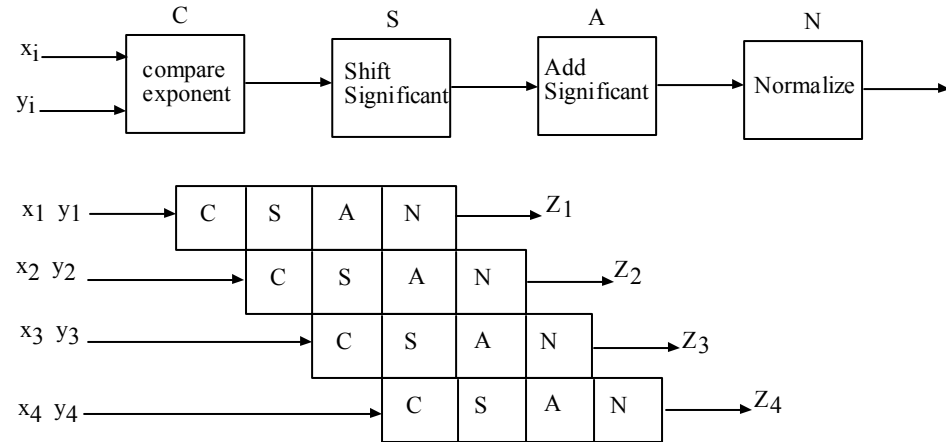 C S A N
xi
yi
compare
exponent
Shift
Significant
Add
Significant
Normalize
x1 y1 C S A N Z1
x2 y2 C S A N Z2
x3 y3 C S A N Z3
x4 y4 C S A N Z4